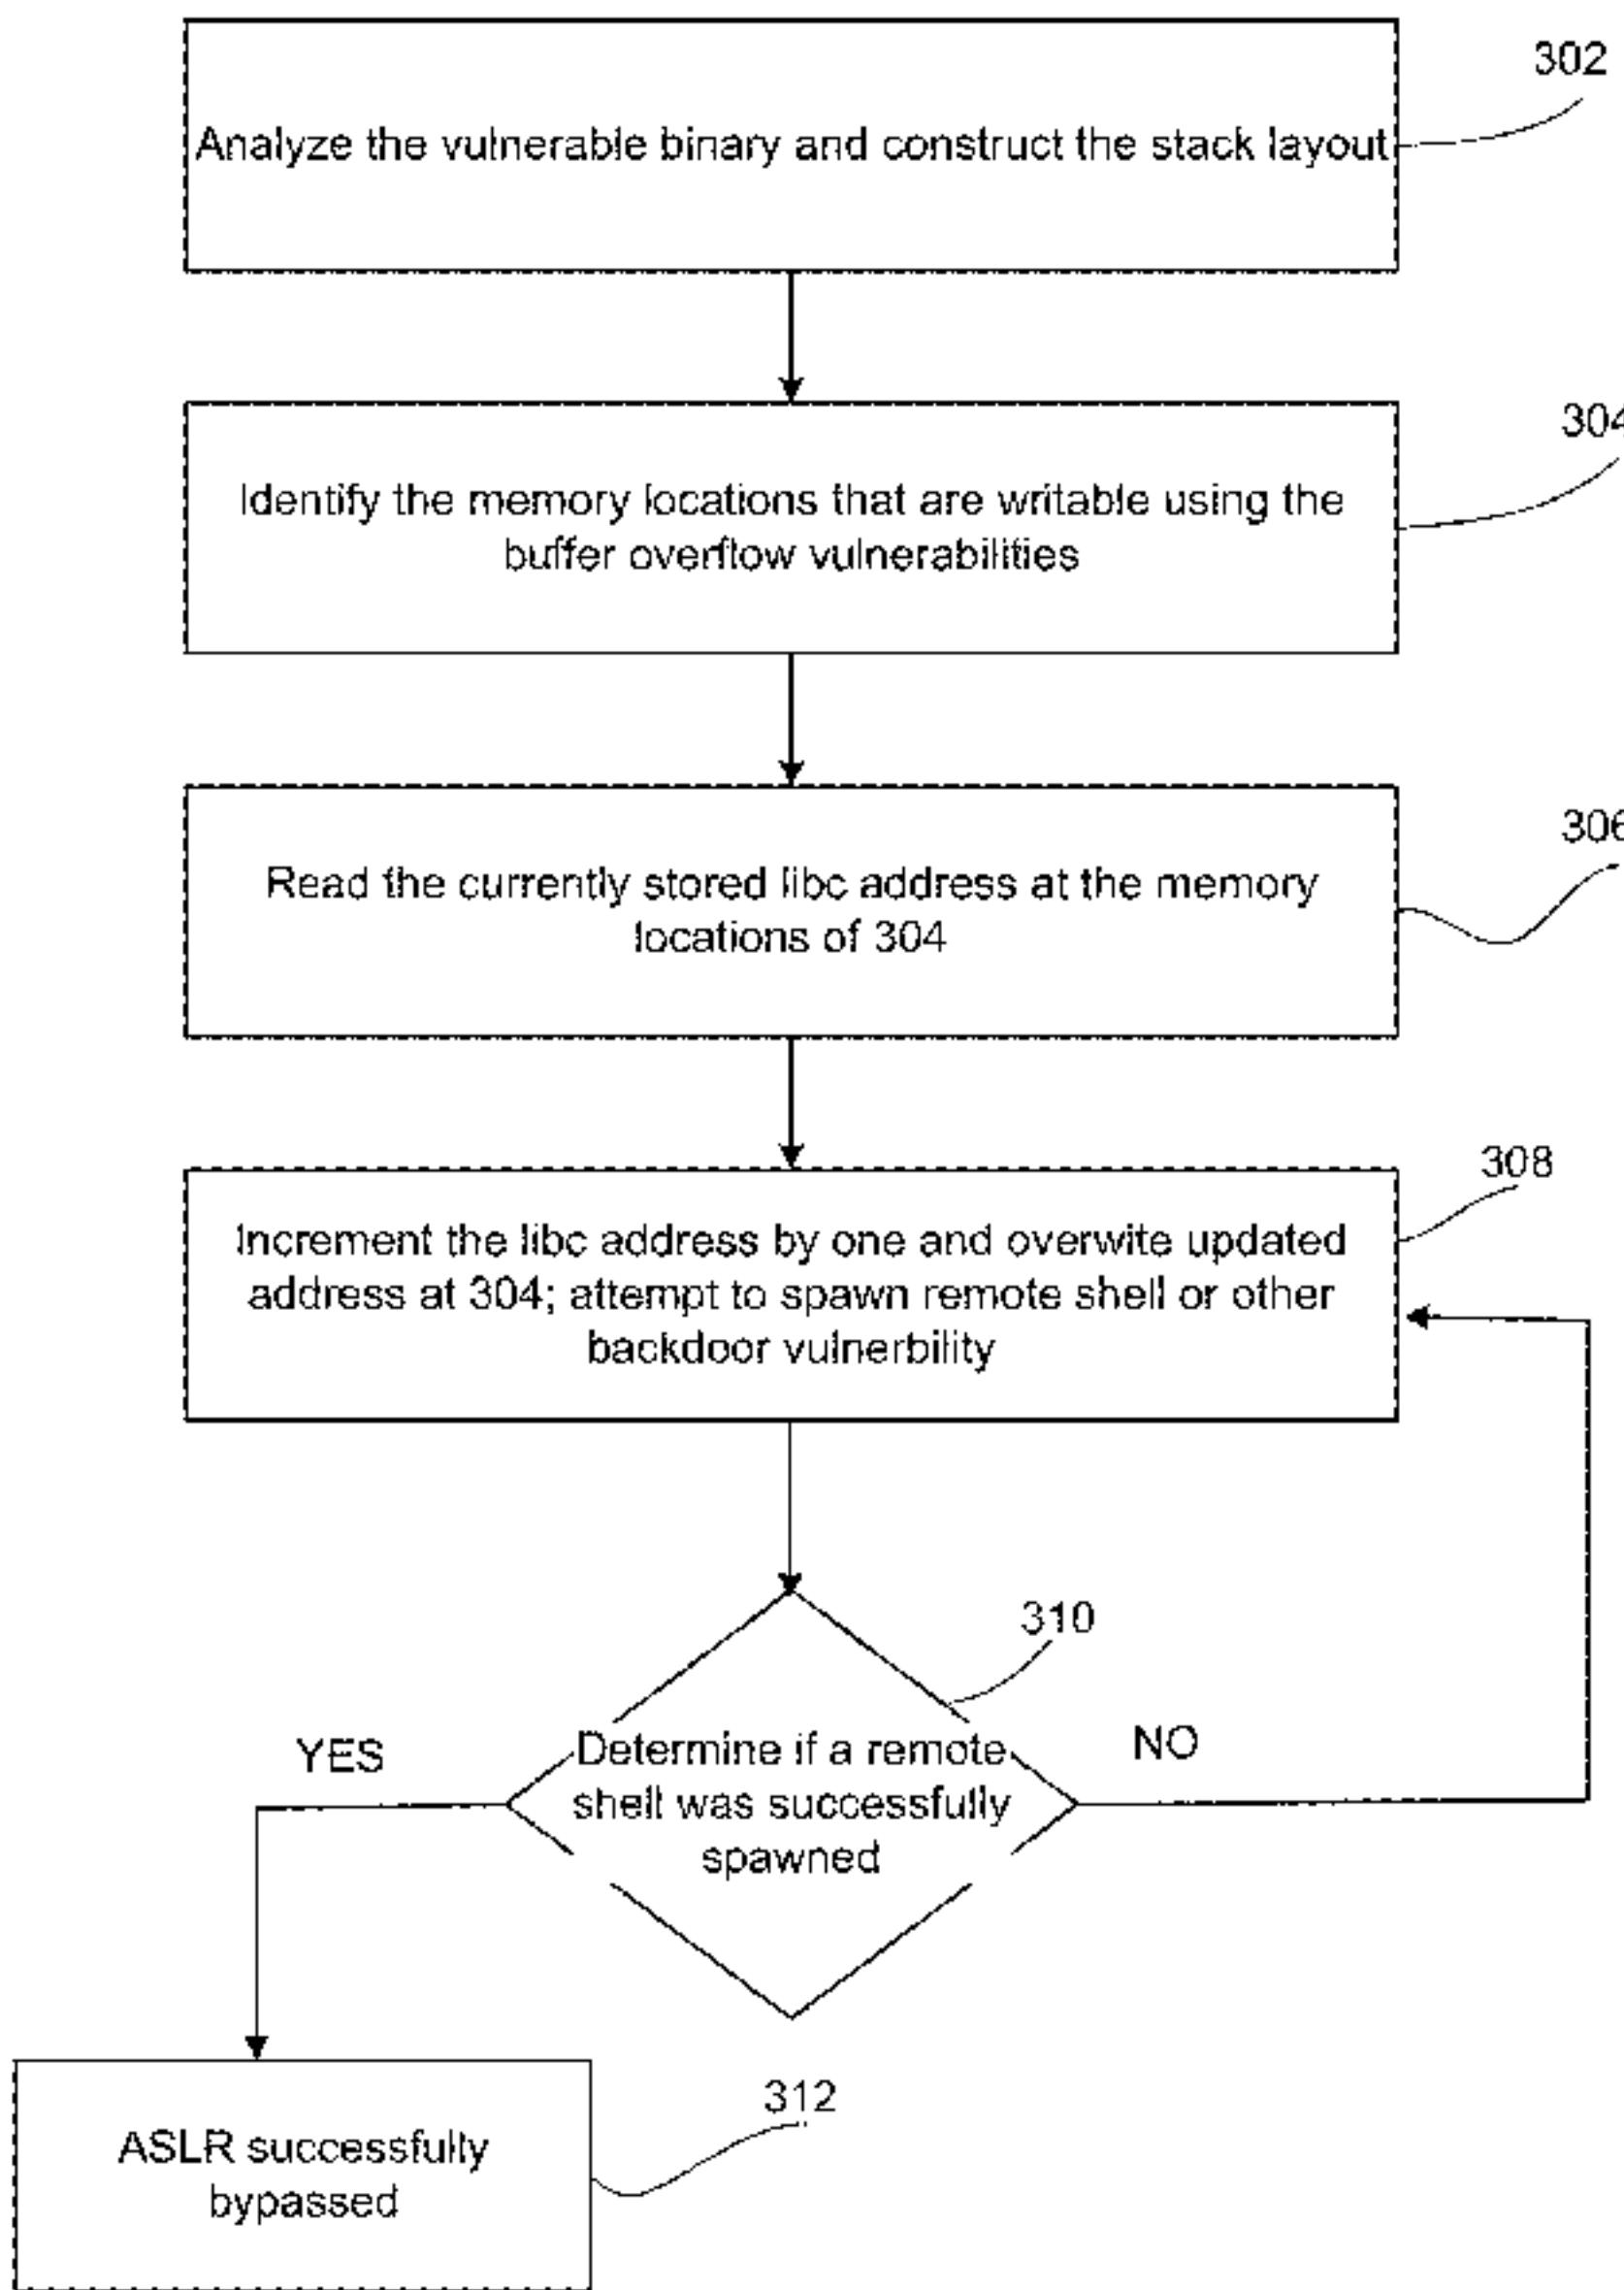 302
Analyze the vulnerable binary and construct the stack layout
304
Identify the memory locations that are writable using the
buffer overflow vulnerabilities
306
Read the currently stored libc address at the memory
locations of 304
308
Increment the libc address by one and overwite updated
address at 304; attempt to spawn remote shell or other
backdoor vulnerbility
310
YES
NO
Determine if a remote
shell was successfully
spawned
312
ASLR successfully
bypassed